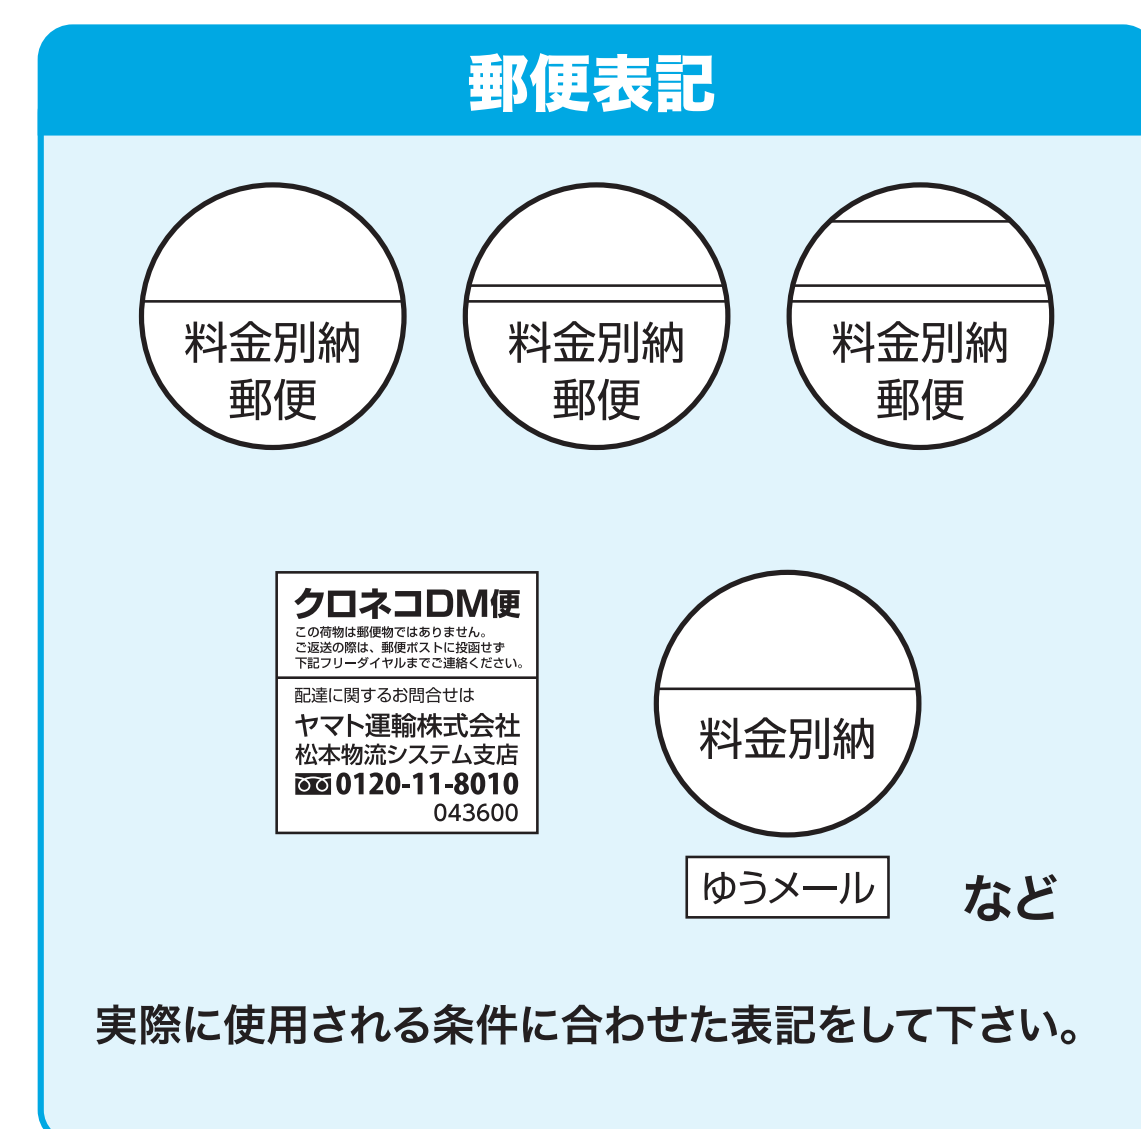 郵便表記
料金別納
郵便
料金別納
郵便
料金別納
郵便
クロネコDM便
この荷物は郵便物ではありません。
ご返送の際は、郵便ポストに投函せず
下記フリーダイヤルまでご連絡ください。
配達に関するお問合せは
ヤマト運輸株式会社
松本物流システム支店
0120-11-8010
043600
料金別納
ゆうメール
など
実際に使用される条件に合わせた表記をして下さい。